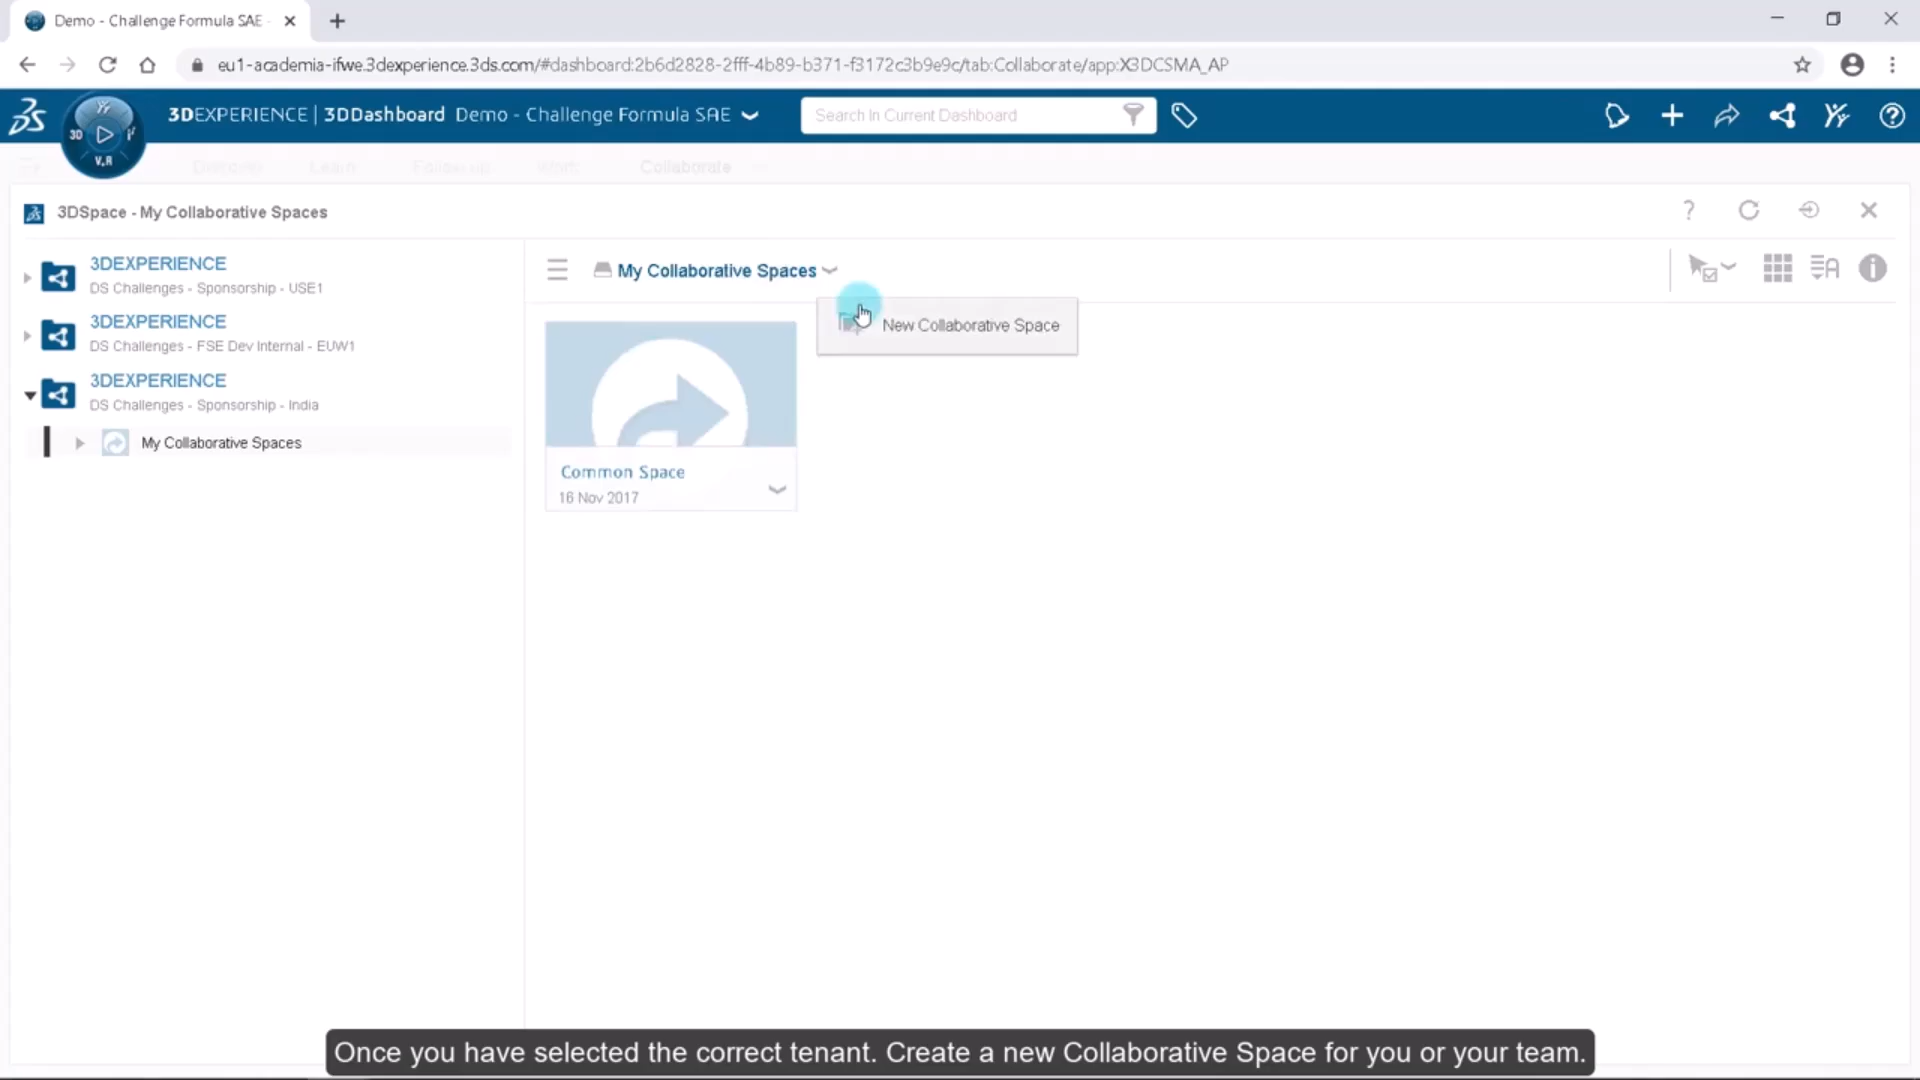 Demo - Challenge Formula SAE -
eu1-academia-ifwe.3dexperience.3ds.com/#dashboard:2b6d2828-2fff-4b89-b371-f3172c3b9e9c/tab:Collaborate/app:X3DCSMA_AP
3DEXPERIENCE | 3DDashboard Demo - Challenge Formula SAE
Search In Current Dashboard
3D
V.R
Learn Work Collaborate
3DSpace - My Collaborative Spaces
3DEXPERIENCE
DS Challenges - Sponsorship - USE1
3DEXPERIENCE
DS Challenges - FSE Dev Internal - EUW1
3DEXPERIENCE
DS Challenges - Sponsorship - India
My Collaborative Spaces
My Collaborative Spaces
New Collaborative Space
Common Space
16 Nov 2017
Once you have selected the correct tenant. Create a new Collaborative Space for you or your team.